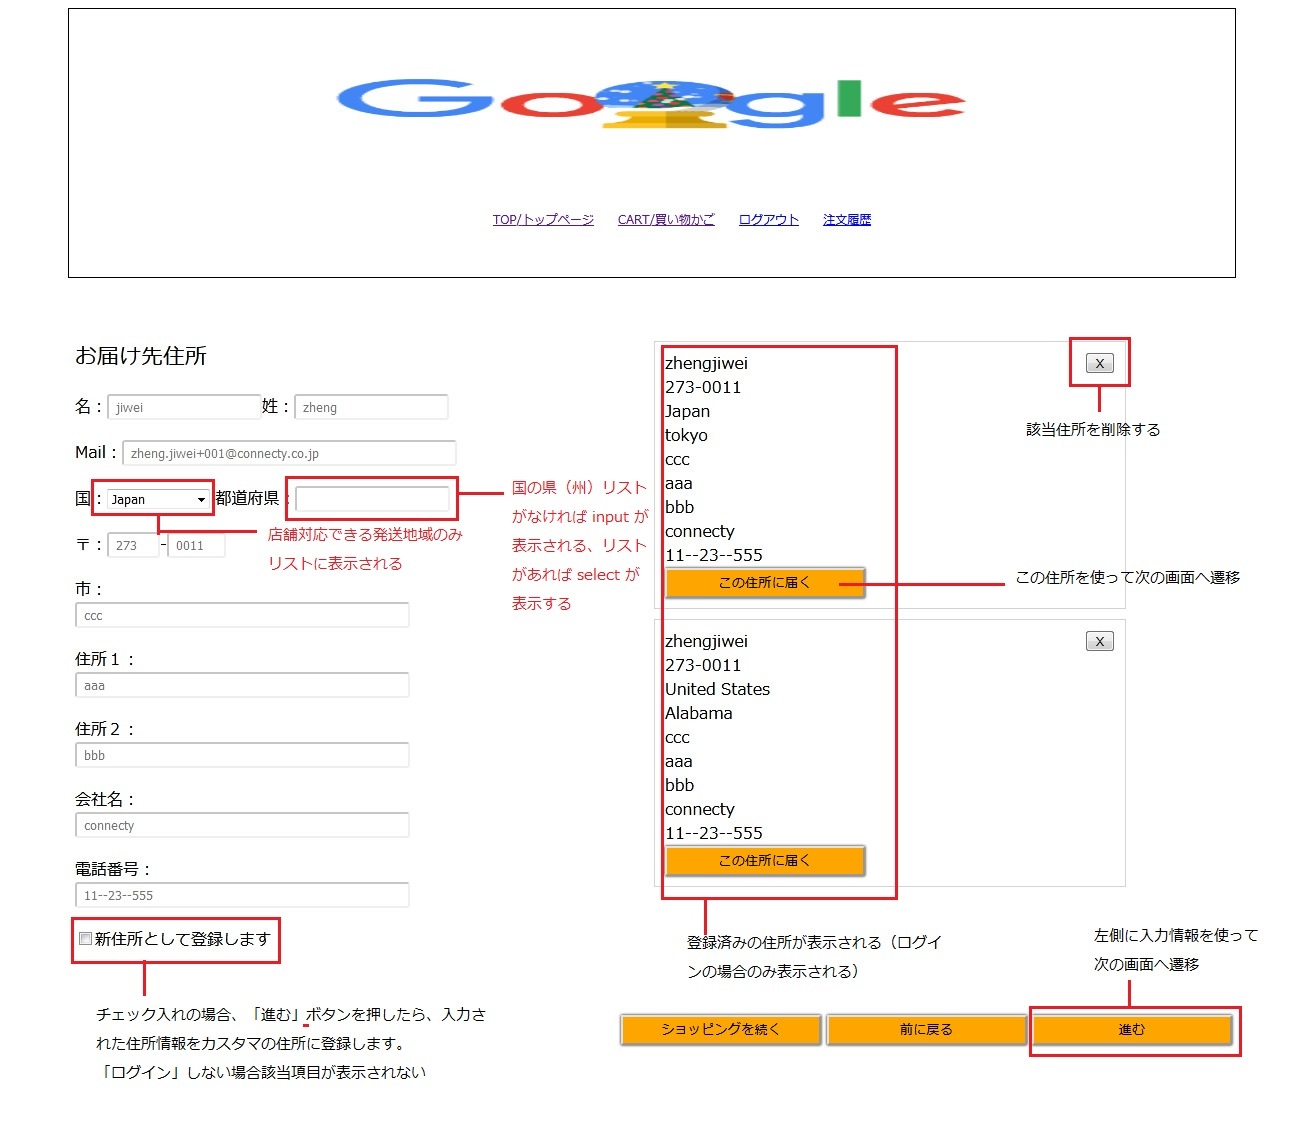 Google
TOP/トップページ CART/買い物かご ログアウト 注文履歴
お届け先住所
名： jiwei 姓： zheng
Mail： zheng.jiwei+001@connecty.co.jp
国： Japan 都道府県：
国の県（州）リスト
がなければ input が
表示される、リスト
があれば select が
表示する
店舗対応できる発送地域のみ
リストに表示される
〒： 273 - 0011
市：
ccc
住所１：
aaa
住所２：
bbb
会社名：
connecty
電話番号：
11--23--555
新住所として登録します
チェック入れの場合、「進む」ボタンを押したら、入力さ
れた住所情報をカスタマの住所に登録します。
「ログイン」しない場合該当項目が表示されない
zhengjiwei
273-0011
Japan
tokyo
ccc
aaa
bbb
connecty
11--23--555
この住所に届く
X
該当住所を削除する
この住所を使って次の画面へ遷移
zhengjiwei
273-0011
United States
Alabama
ccc
aaa
bbb
connecty
11--23--555
この住所に届く
X
登録済みの住所が表示される（ログイ
ンの場合のみ表示される）
左側に入力情報を使って
次の画面へ遷移
ショッピングを続く 前に戻る 進む